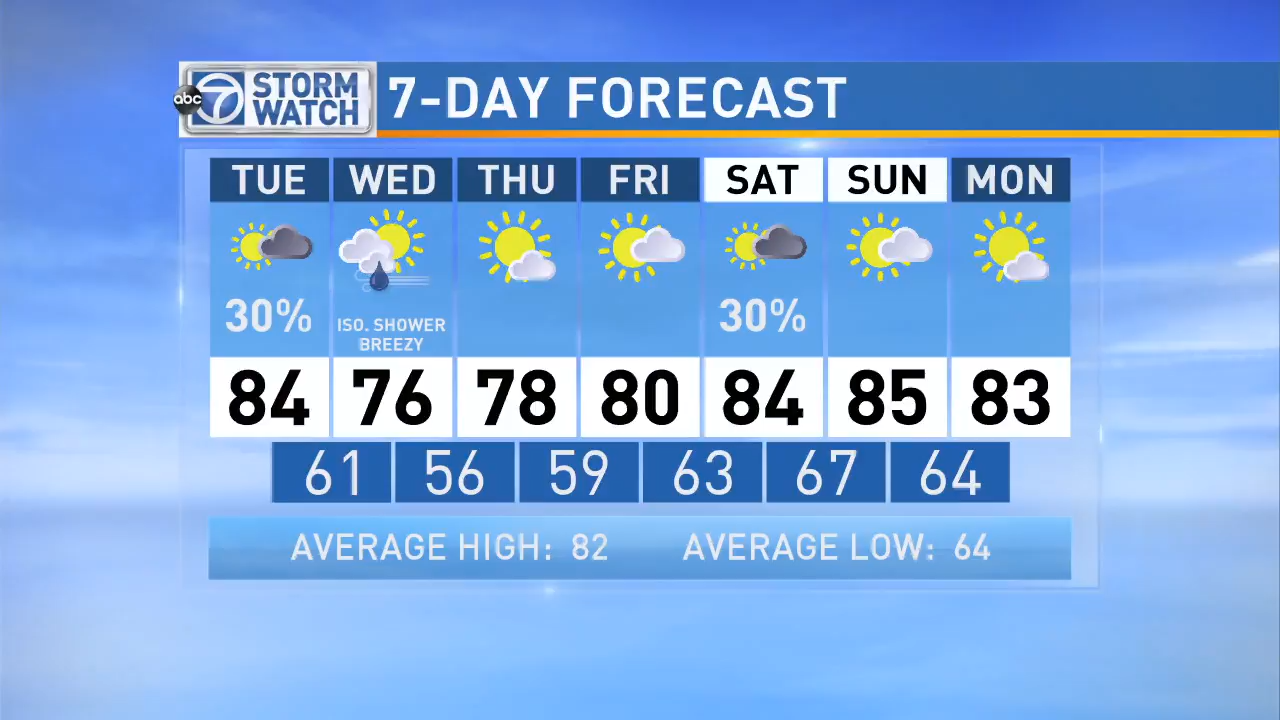 abc 7 STORM WATCH
7-DAY FORECAST
TUE WED THU FRI SAT SUN MON
30% ISO. SHOWER BREEZY 30%
84 76 78 80 84 85 83
61 56 59 63 67 64
AVERAGE HIGH: 82 AVERAGE LOW: 64